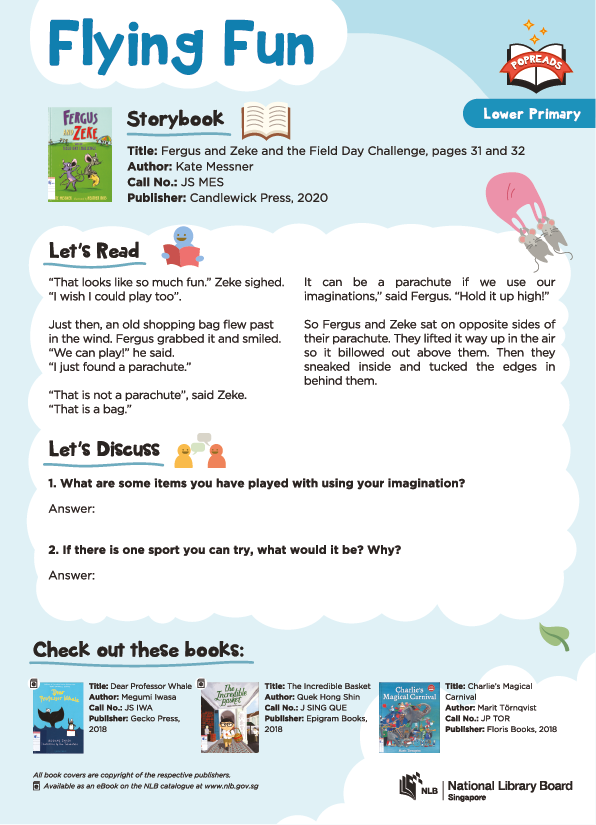 Flying Fun
POPREADS
Lower Primary
Storybook
Title: Fergus and Zeke and the Field Day Challenge, pages 31 and 32
Author: Kate Messner
Call No.: JS MES
Publisher: Candlewick Press, 2020
FERGUS
AND ZEKE
Let's Read
“That looks like so much fun.” Zeke sighed.
“I wish I could play too”.
Just then, an old shopping bag flew past
in the wind. Fergus grabbed it and smiled.
“We can play!” he said.
“I just found a parachute.”
“That is not a parachute”, said Zeke.
“That is a bag.”
It can be a parachute if we use our
imaginations,” said Fergus. “Hold it up high!”
So Fergus and Zeke sat on opposite sides of
their parachute. They lifted it way up in the air
so it billowed out above them. Then they
sneaked inside and tucked the edges in
behind them.
Let's Discuss
1. What are some items you have played with using your imagination?
Answer:
2. If there is one sport you can try, what would it be? Why?
Answer:
Check out these books:
Dear
Professor Whale
Title: Dear Professor Whale
Author: Megumi Iwasa
Call No.: JS IWA
Publisher: Gecko Press,
2018
The
Incredible
Basket
Title: The Incredible Basket
Author: Quek Hong Shin
Call No.: J SING QUE
Publisher: Epigram Books,
2018
Charlie's
Magical Carnival
Title: Charlie's Magical
Carnival
Author: Marit Törnqvist
Call No.: JP TOR
Publisher: Floris Books, 2018
All book covers are copyright of the respective publishers.
Available as an eBook on the NLB catalogue at www.nlb.gov.sg
NLB
National Library Board
Singapore